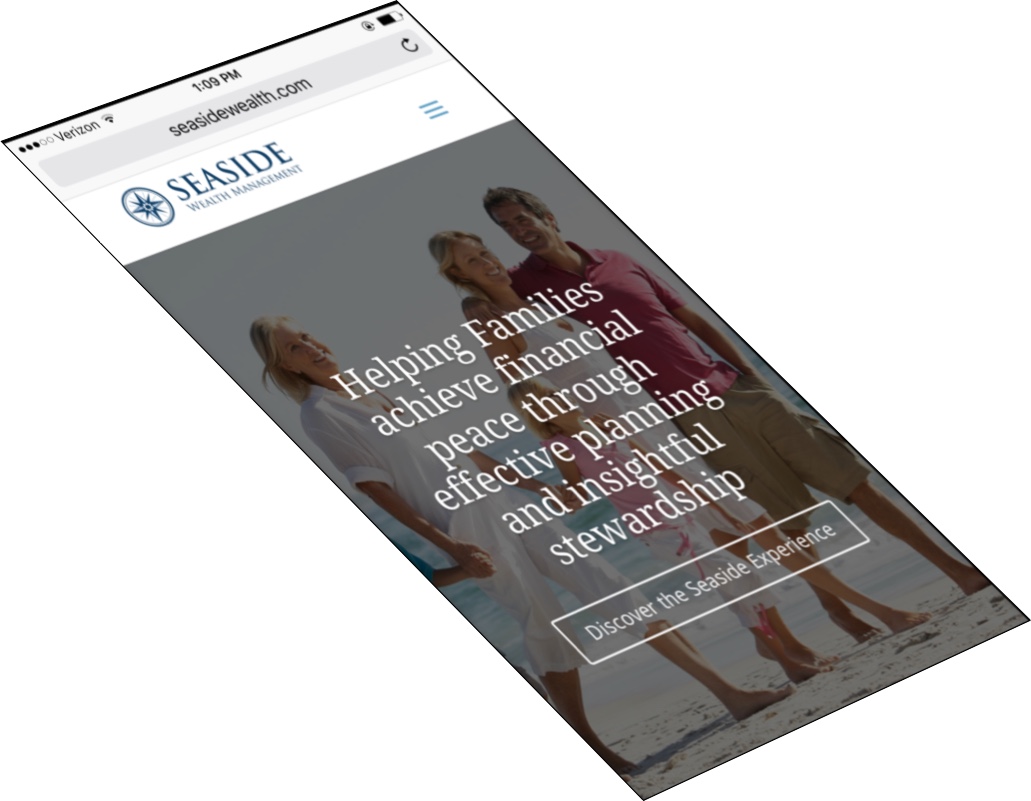 Verizon
1:09 PM
seasidewealth.com
SEASIDE
WEALTH MANAGEMENT
Helping Families
achieve financial
peace through
effective planning
and insightful
stewardship
Discover the Seaside Experience